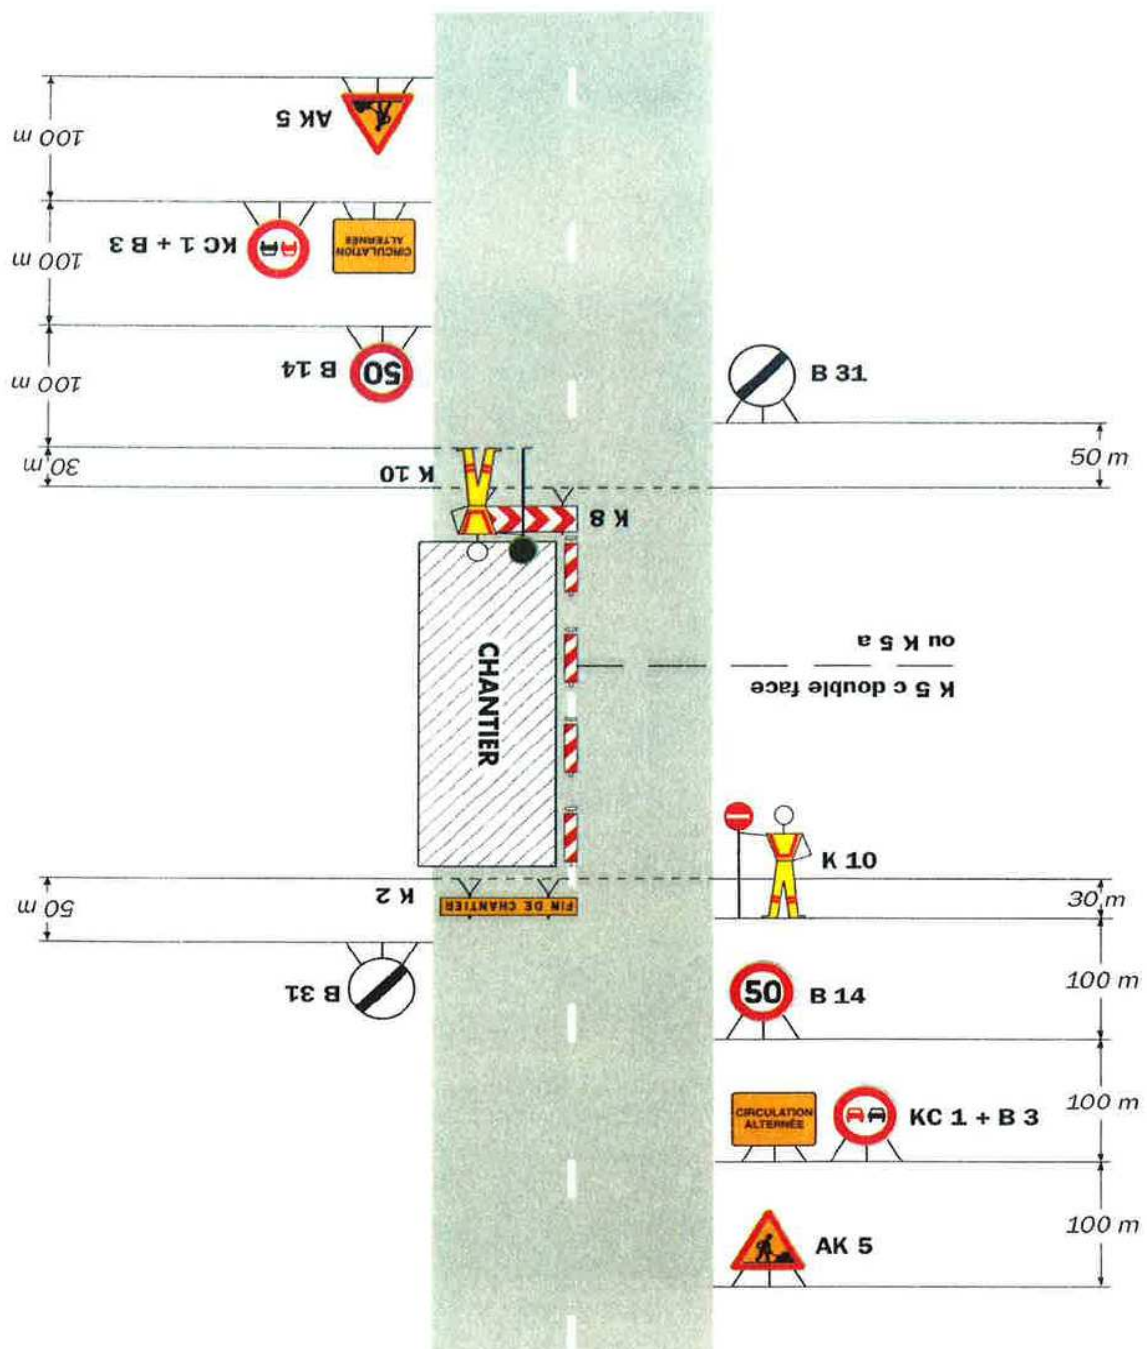 100 m
AK 5
100 m
KC 1 + B 3
CIRCULATION
ALTERNÉE
100 m
B 14
50
B 31
30 m
K 10
50 m
K 8
CHANTIER
K 5 c double face
ou K 5 a
K 10
K 2
FIN DE CHANTIER
50 m
30 m
B 31
50
B 14
100 m
CIRCULATION
ALTERNÉE
KC 1 + B 3
100 m
AK 5
100 m